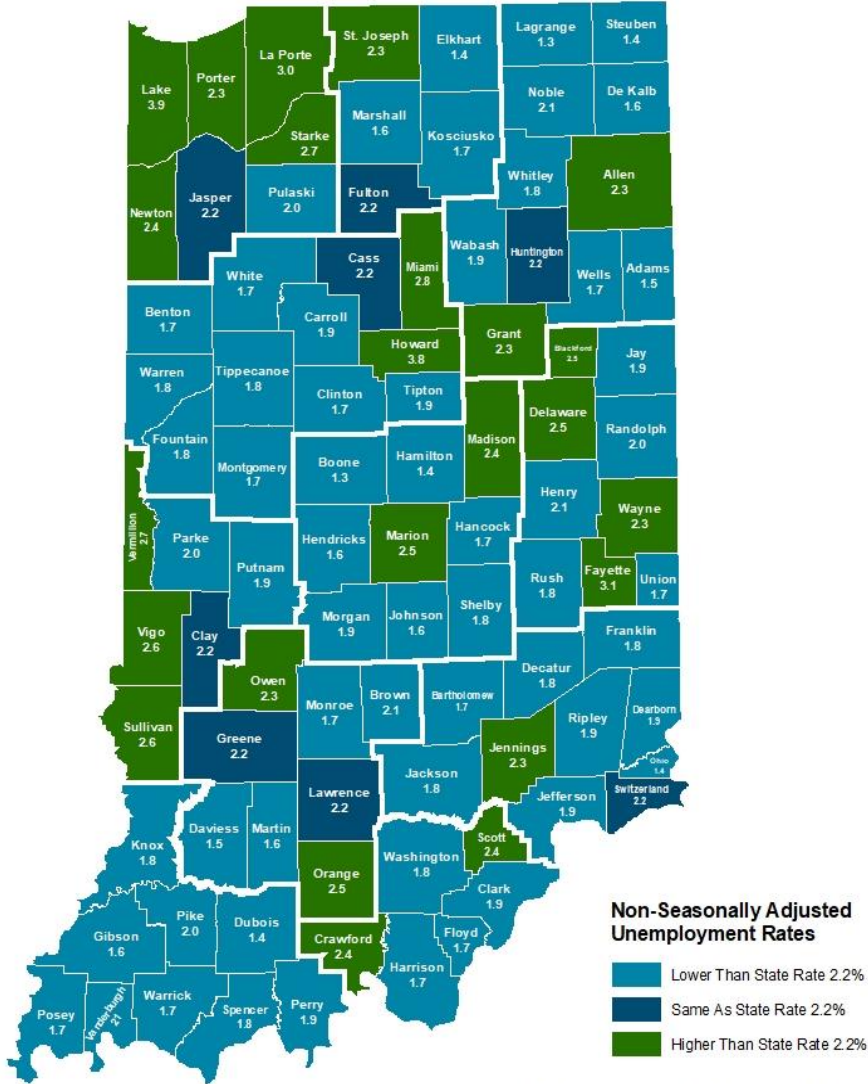 St. Joseph
2.3
Elkhart
1.4
Lagrange
1.3
Steuben
1.4
La Porte
3.0
Porter
2.3
Lake
3.9
Noble
2.1
De Kalb
1.6
Marshall
1.6
Kosciusko
1.7
Starke
2.7
Whitley
1.8
Allen
2.3
Jasper
2.2
Pulaski
2.0
Fulton
2.2
Newton
2.4
Wabash
1.9
Huntington
2.2
Cass
2.2
Miami
2.8
White
1.7
Wells
1.7
Adams
1.5
Benton
1.7
Carroll
1.9
Grant
2.3
Howard
3.8
Blackford
2.5
Jay
1.9
Warren
1.8
Tippecanoe
1.8
Clinton
1.7
Tipton
1.9
Delaware
2.5
Randolph
2.0
Fountain
1.8
Madison
2.4
Montgomery
1.7
Boone
1.3
Hamilton
1.4
Henry
2.1
Wayne
2.3
Vermillion
2.7
Parke
2.0
Putnam
1.9
Hendricks
1.6
Marion
2.5
Hancock
1.7
Rush
1.8
Fayette
3.1
Union
1.7
Shelby
1.8
Morgan
1.9
Johnson
1.6
Vigo
2.6
Clay
2.2
Franklin
1.8
Owen
2.3
Decatur
1.8
Monroe
1.7
Brown
2.1
Bartholomew
1.7
Dearborn
1.9
Ripley
1.9
Sullivan
2.6
Greene
2.2
Jennings
2.3
Ohio
1.4
Jackson
1.8
Switzerland
2.2
Lawrence
2.2
Jefferson
1.9
Knox
1.8
Daviess
1.5
Martin
1.6
Scott
2.4
Washington
1.8
Orange
2.5
Clark
1.9
Pike
2.0
Dubois
1.4
Gibson
1.6
Crawford
2.4
Floyd
1.7
Harrison
1.7
Posey
1.7
Vanderburgh
21
Warrick
1.7
Spencer
1.8
Perry
1.9
Non-Seasonally Adjusted
Unemployment Rates
Lower Than State Rate 2.2%
Same As State Rate 2.2%
Higher Than State Rate 2.2%